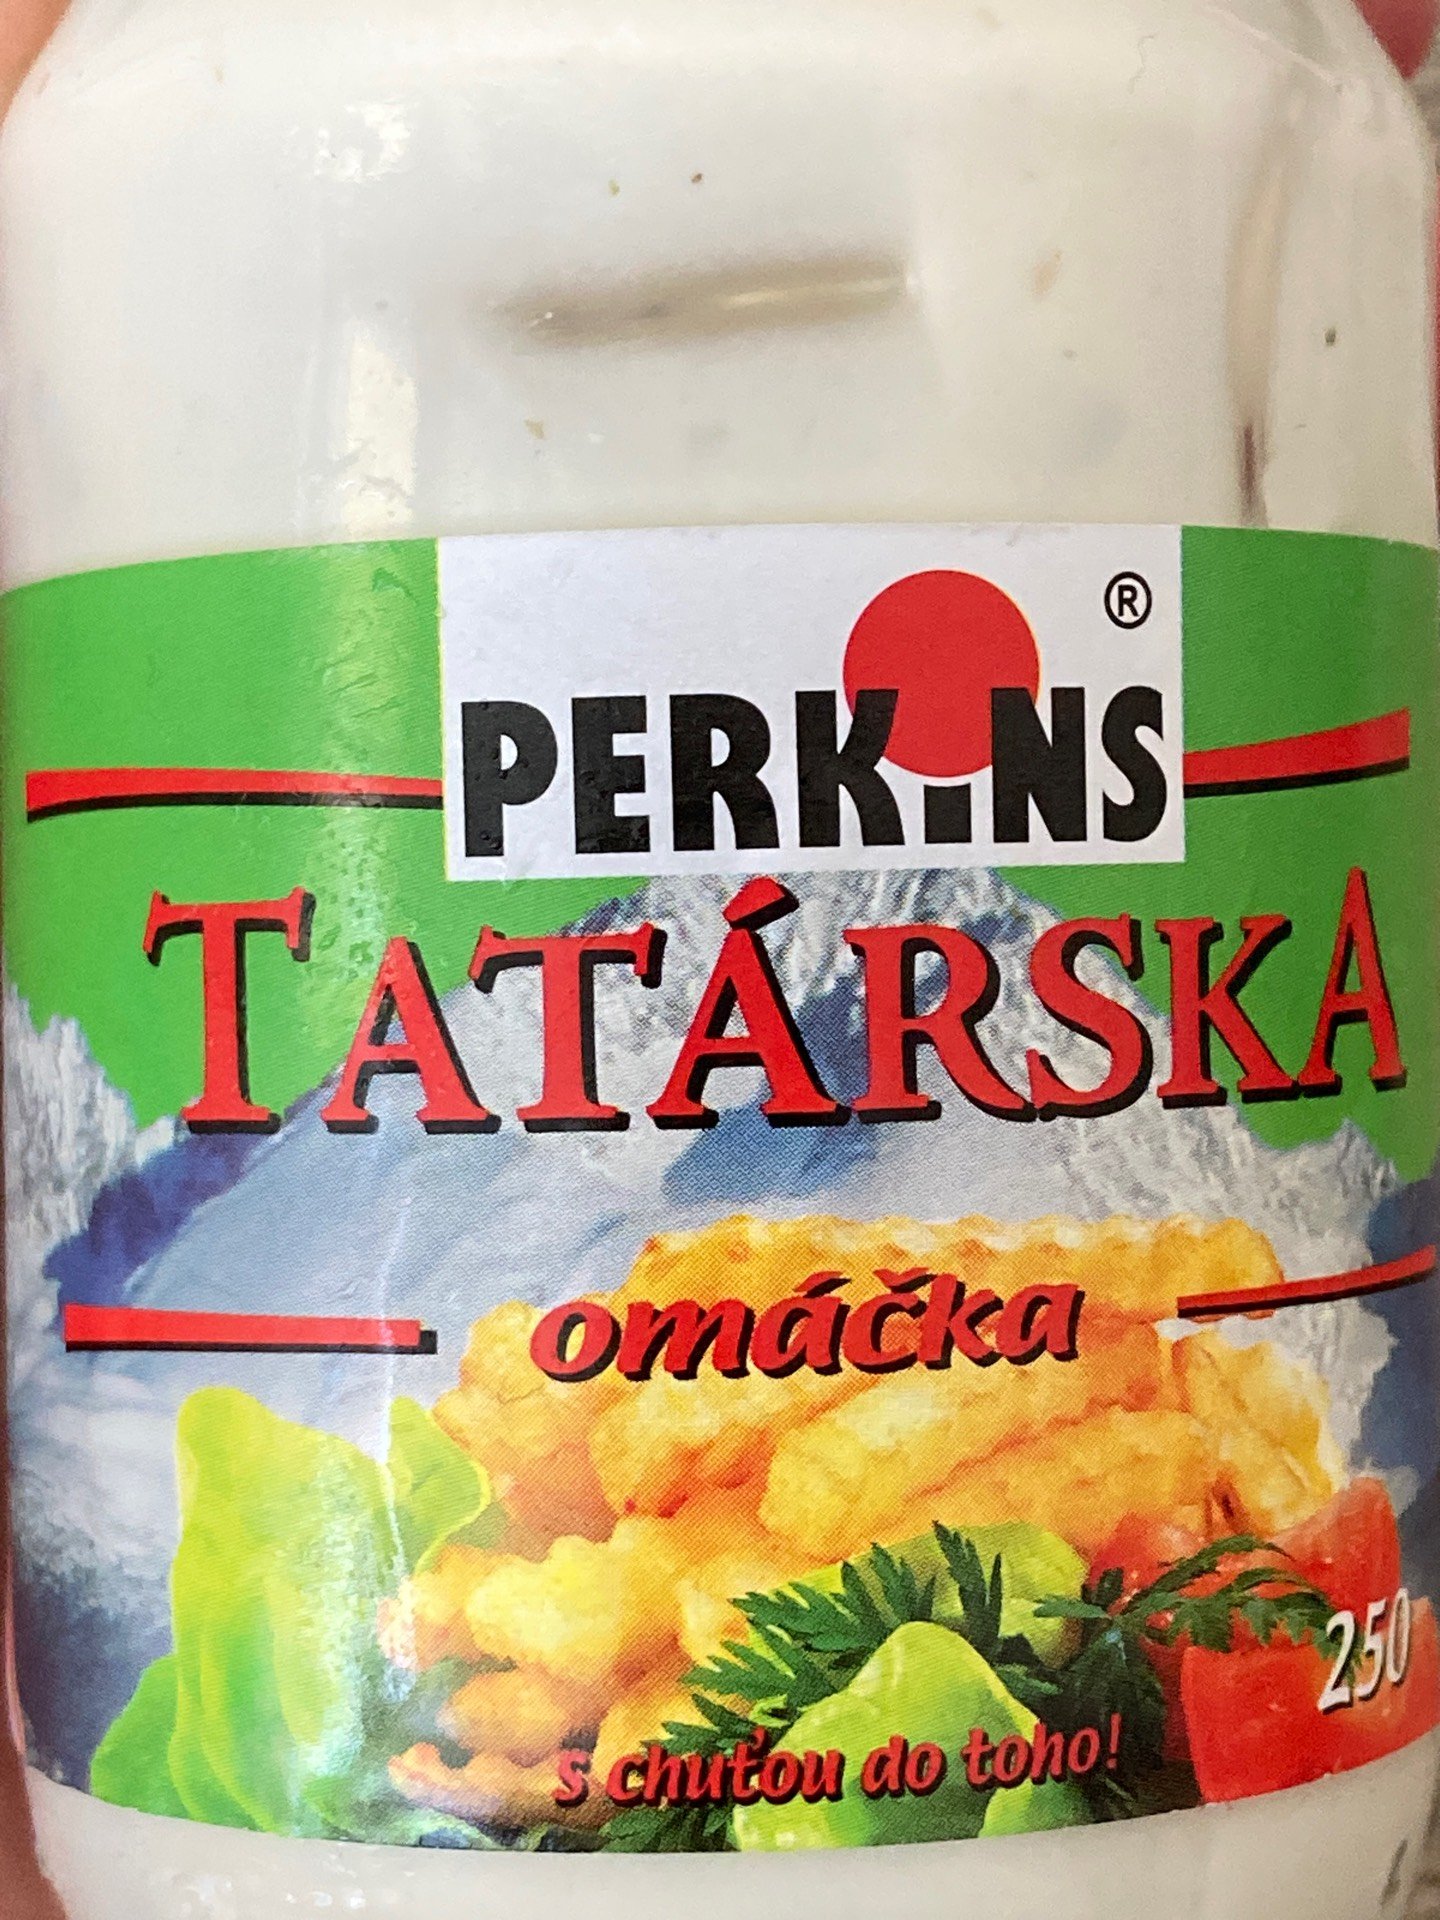 PERKINS ®
TATÁRSKA
omáčka
250
s chuťou do toho!